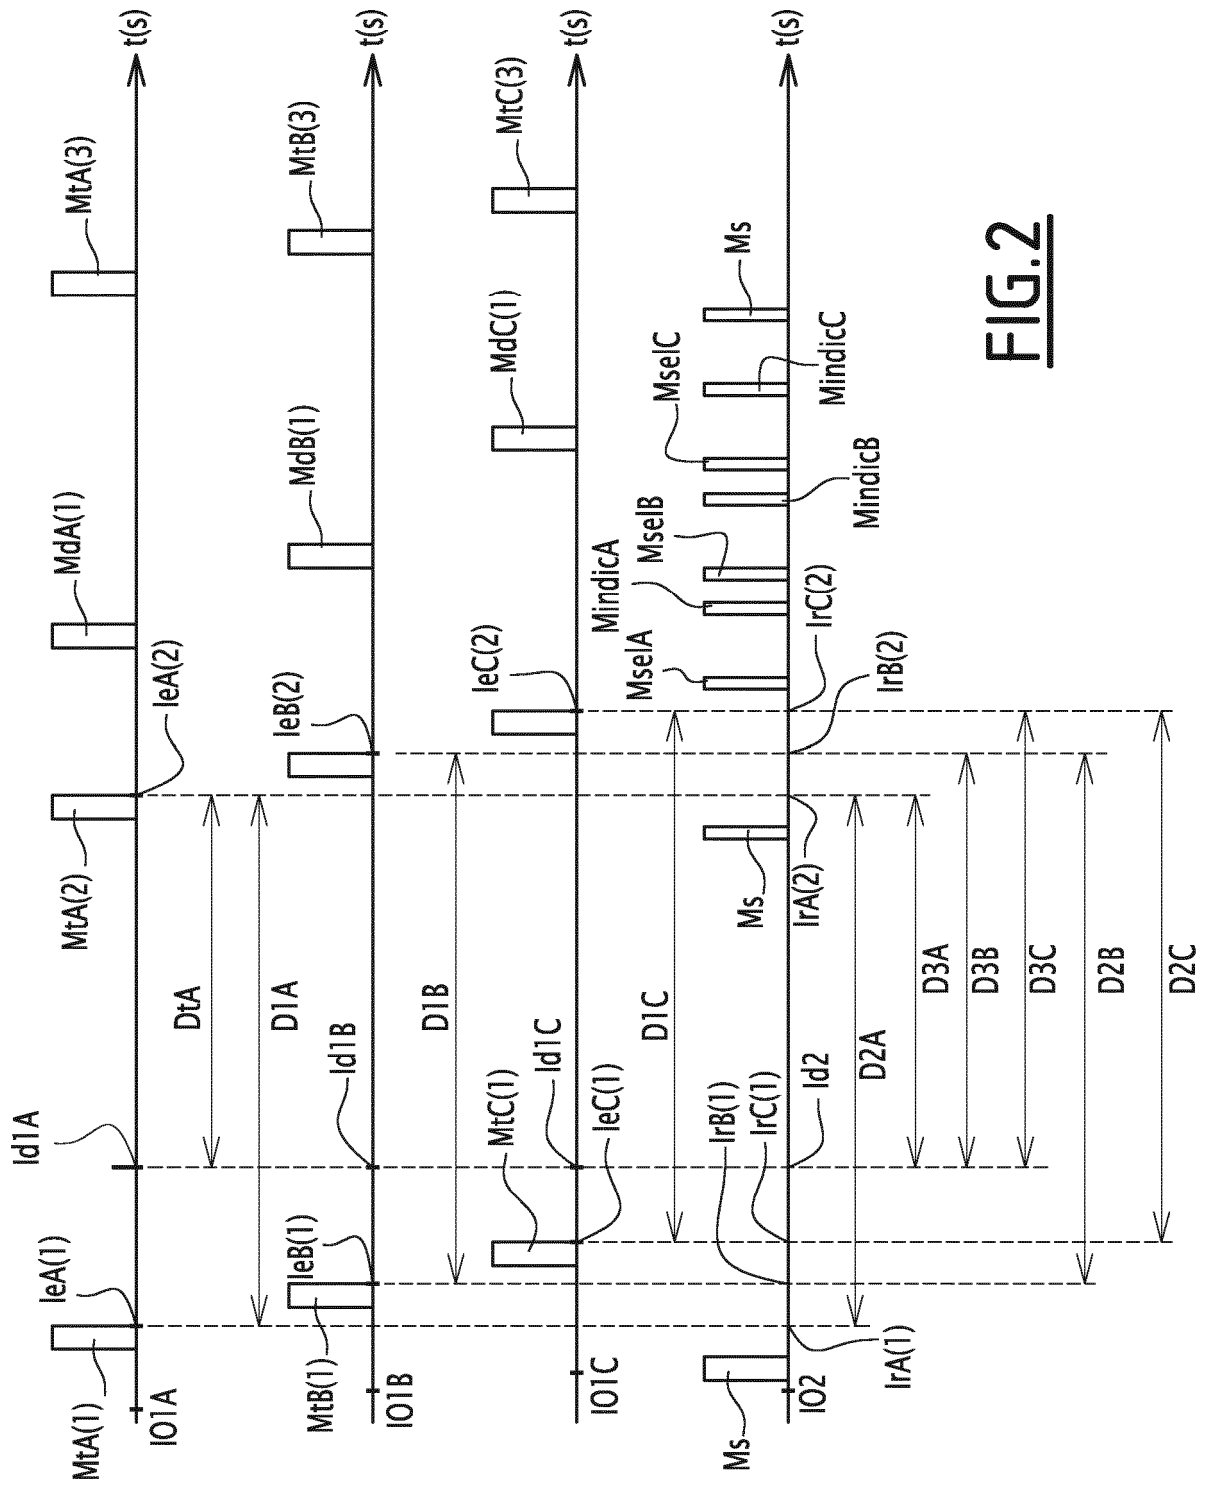 MtA(1)
IO1A
IeA(1)
Id1A
DtA
D1A
MtA(2)
IeA(2)
MdA(1)
MtA(3)
t(s)
MtB(1)
IO1B
IeB(1)
Id1B
D1B
IeB(2)
MdB(1)
MtB(3)
t(s)
IO1C
MtC(1)
IeC(1)
Id1C
D1C
IeC(2)
MdC(1)
MtC(3)
t(s)
Ms
IO2
IrA(1)
IrB(1)
IrC(1)
Id2
Ms
IrA(2)
IrB(2)
IrC(2)
MselA
MindicA
MselB
MindicB
MselC
MindicC
Ms
t(s)
D2A
D3A
D3B
D3C
D2B
D2C
FIG.2